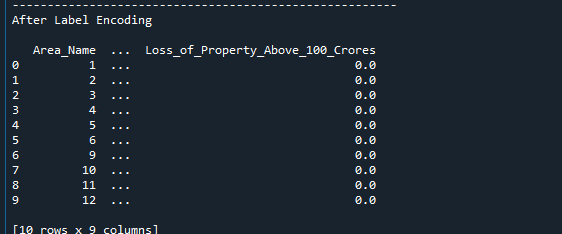 ------------------------------------------------------
After Label Encoding
Area_Name ... Loss_of_Property_Above_100_Crores
0 1 ... 0.0
1 2 ... 0.0
2 3 ... 0.0
3 4 ... 0.0
4 5 ... 0.0
5 6 ... 0.0
6 9 ... 0.0
7 10 ... 0.0
8 11 ... 0.0
9 12 ... 0.0
[10 rows x 9 columns]